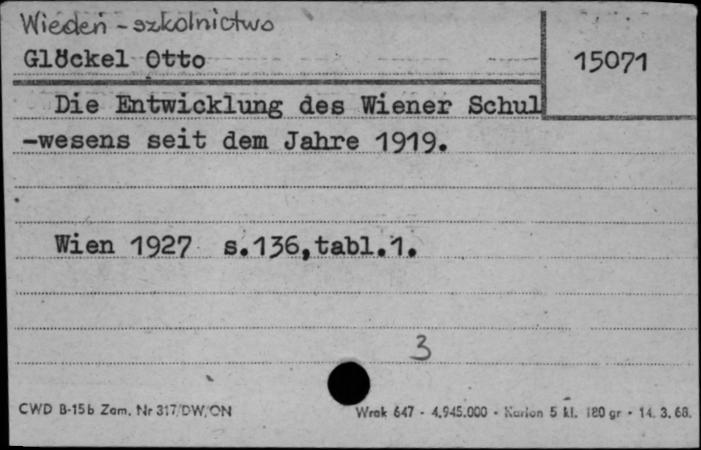 Wiedeń - szkolnictwo
Glöckel Otto
15071
Die Entwicklung des Wiener Schul
-wesens seit dem Jahre 1919.
Wien 1927 s.136,tabl.1.
3
CWD B-15b Zam. Nr 317/DW/ON
Wrak 647 - 4.945.000 - Karton 5 kl. 180 gr - 14. 3. 68.